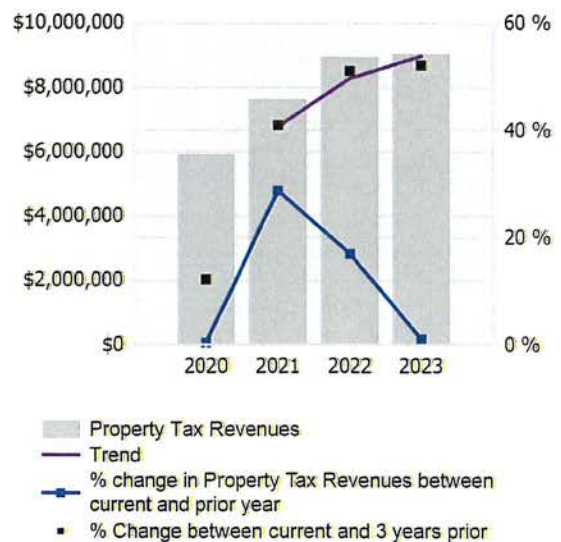 $10,000,000
$8,000,000
$6,000,000
$4,000,000
$2,000,000
$0
60 %
40 %
20 %
0 %
2020 2021 2022 2023
Property Tax Revenues
Trend
% change in Property Tax Revenues between
current and prior year
% Change between current and 3 years prior